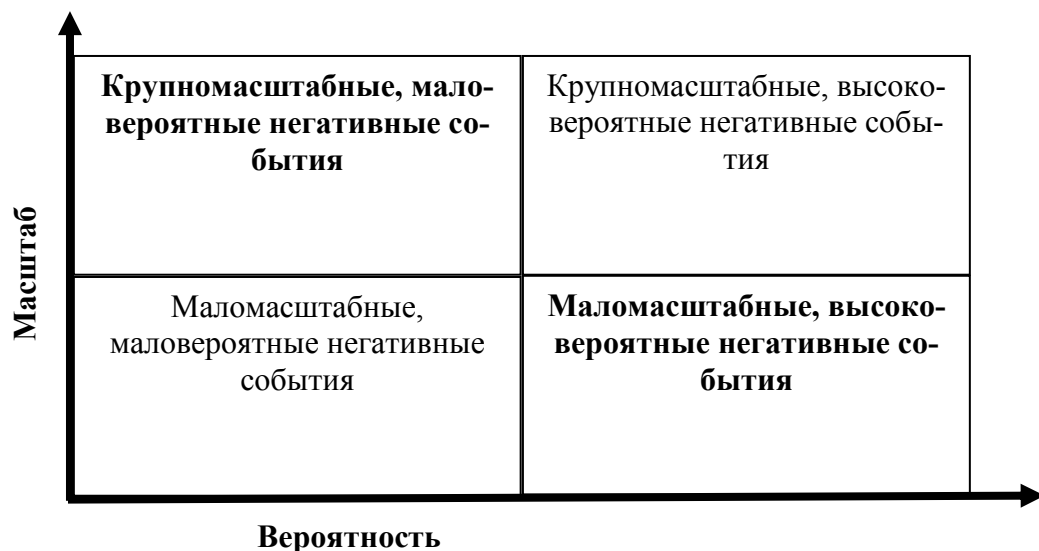 Крупномасштабные, мало-
вероятные негативные со-
бытия
Крупномасштабные, высоко-
вероятные негативные собы-
тия
Масштаб
Маломасштабные,
маловероятные негативные
события
Маломасштабные, высоко-
вероятные негативные со-
бытия
Вероятность